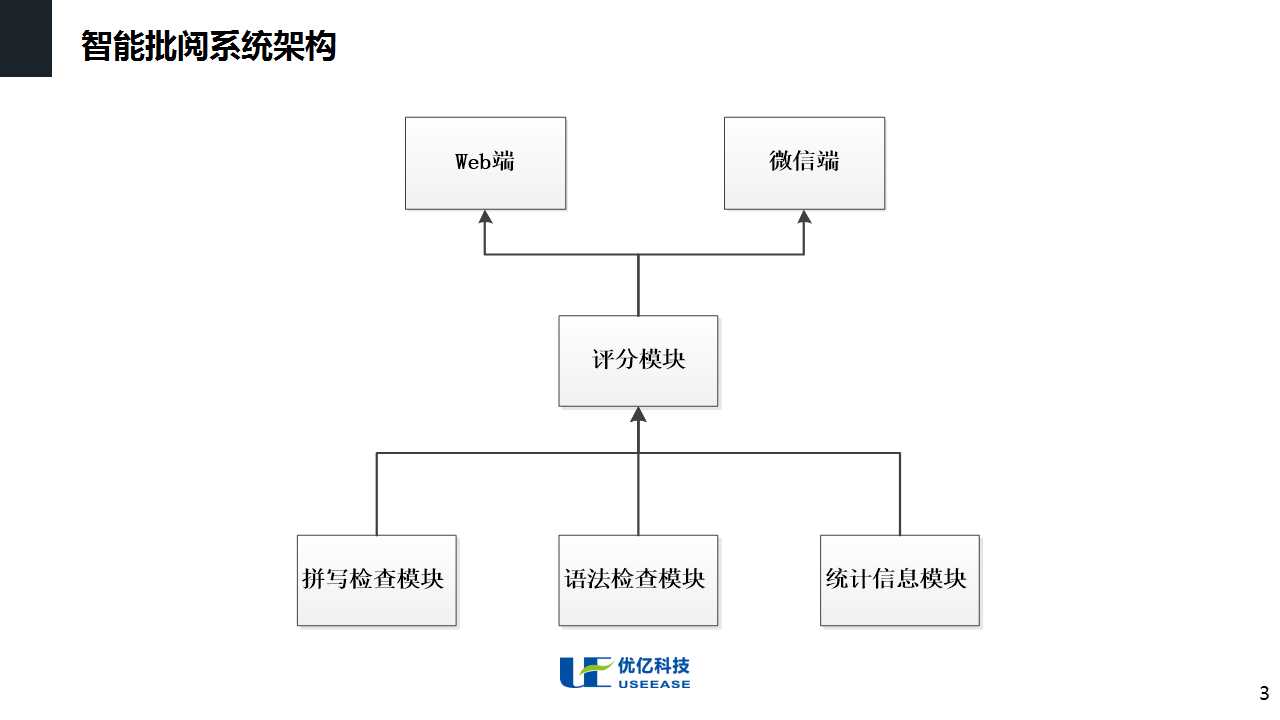 智能批阅系统架构
Web端
微信端
评分模块
拼写检查模块
语法检查模块
统计信息模块
优亿科技
USEEASE
3